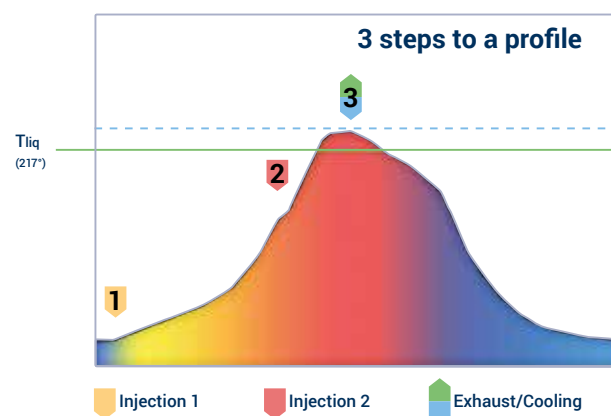 3 steps to a profile
3
Tliq
(217°)
2
1
Injection 1
Injection 2
Exhaust/Cooling